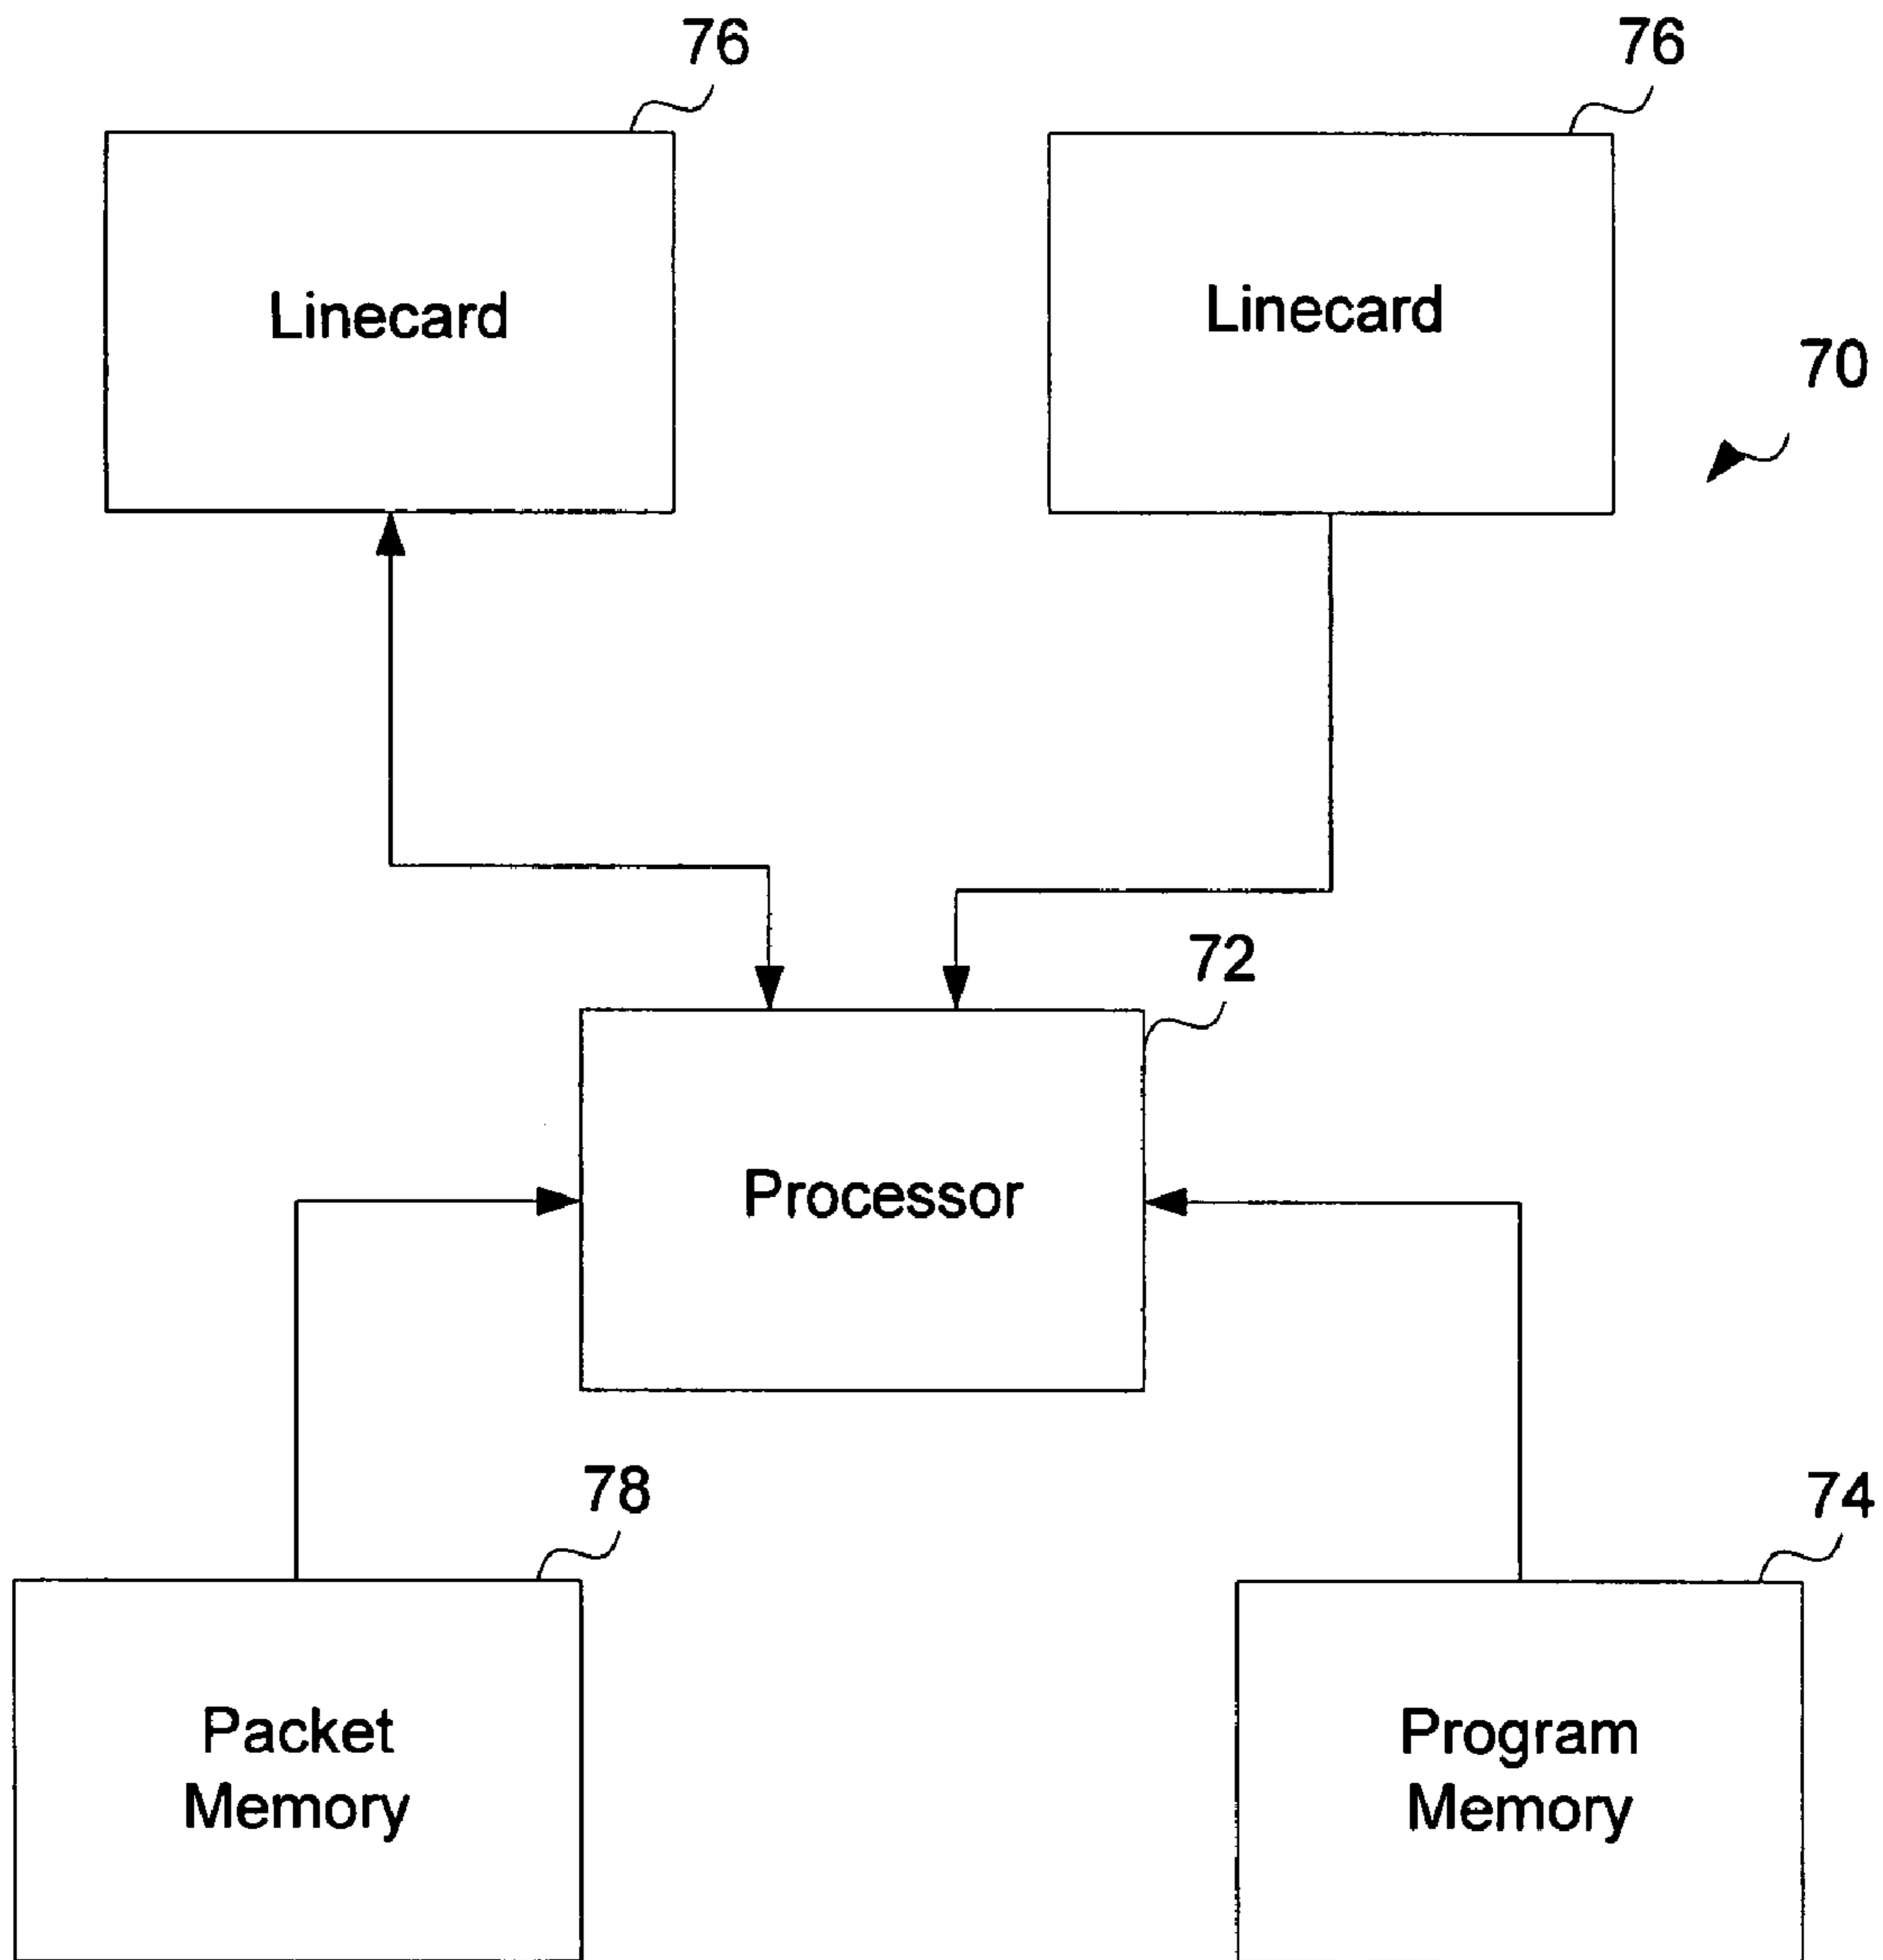 76
76
Linecard
Linecard
70
72
Processor
78
74
Packet
Memory
Program
Memory